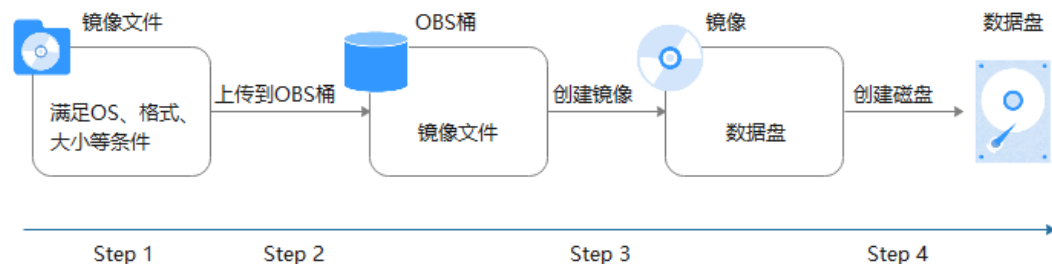 镜像文件
OBS桶
镜像
数据盘
满足OS、格式、
大小等条件
上传到OBS桶
镜像文件
创建镜像
数据盘
创建磁盘
Step 1
Step 2
Step 3
Step 4